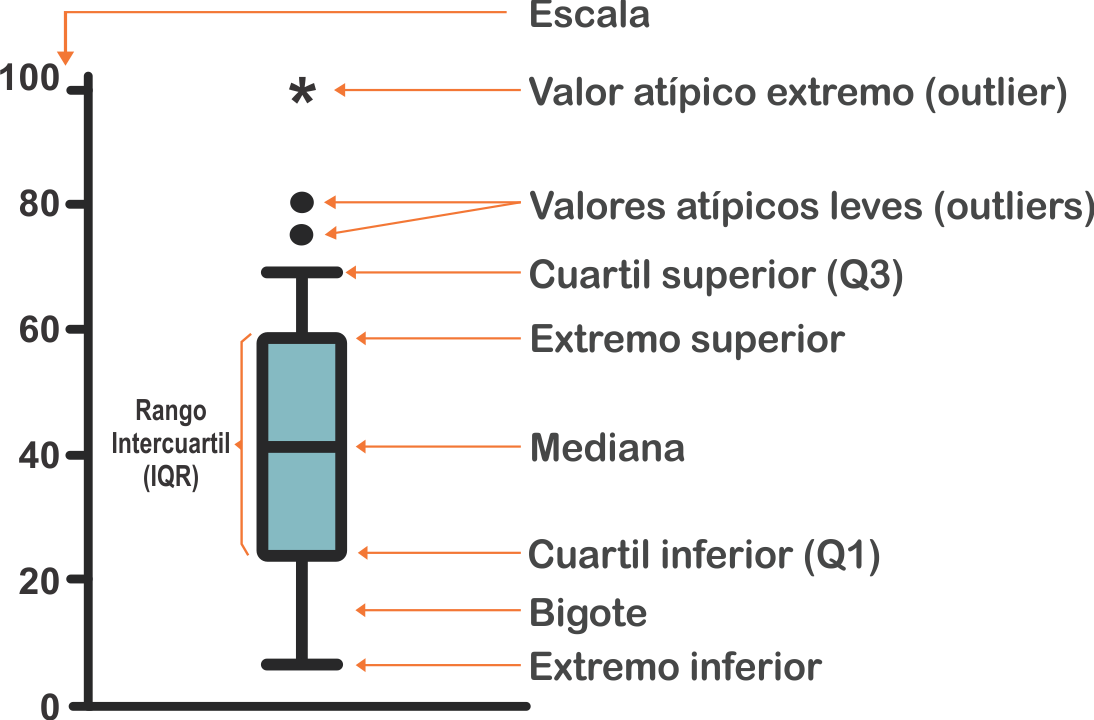 Escala
100
Valor atípico extremo (outlier)
80
Valores atípicos leves (outliers)
Cuartil superior (Q3)
60
Extremo superior
Rango
Intercuartil
(IQR)
40
Mediana
Cuartil inferior (Q1)
20
Bigote
Extremo inferior
0